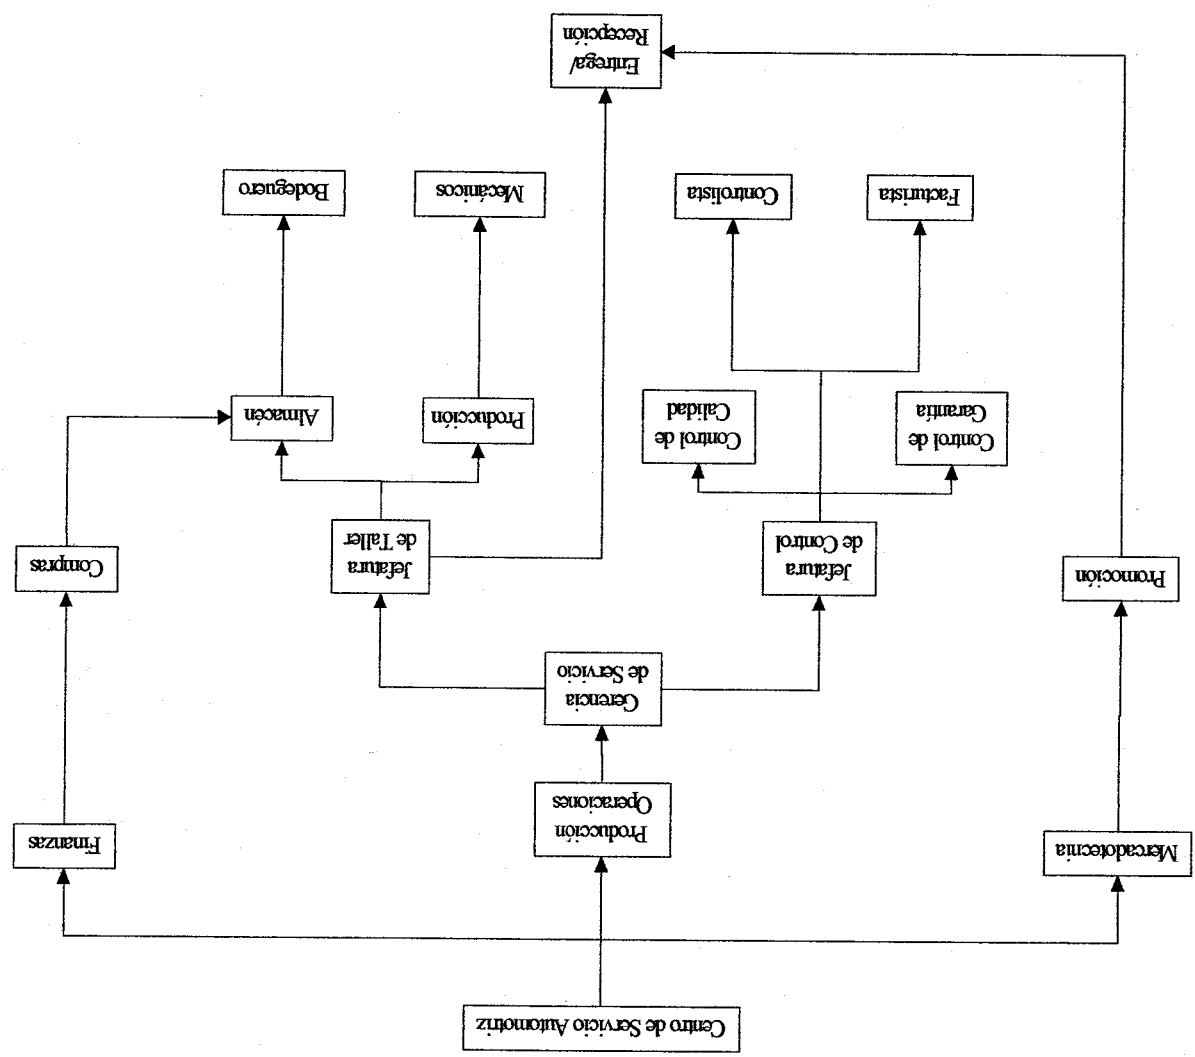 Centro de Servicio Automotriz
Mercadotecnia
Producción
Operaciones
Finanzas
Gerencia
de Servicio
Promoción
Jefatura
de Control
Jefatura
de Taller
Compras
Control de
Garantía
Control de
Calidad
Producción
Almacén
Facturista
Controlista
Mecánicos
Bodeguero
Entrega/
Recepción